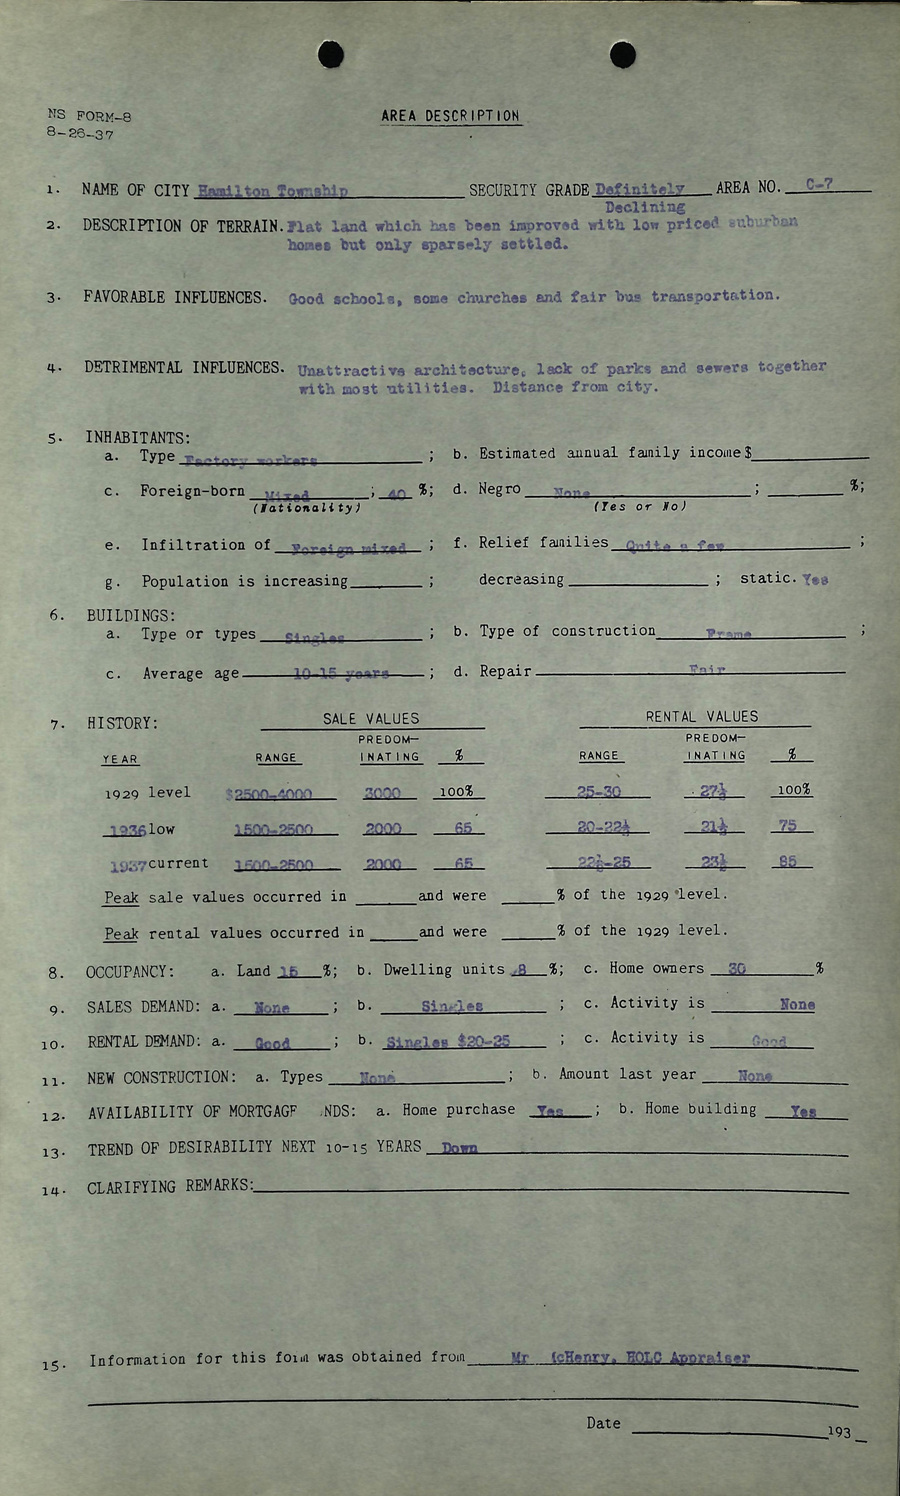 NS FORM-8
8-26-37
AREA DESCRIPTION
1. NAME OF CITY Hamilton Township SECURITY GRADE Definitely Declining AREA NO. C-7
2. DESCRIPTION OF TERRAIN. Flat land which has been improved with low priced suburban
homes but only sparsely settled.
3. FAVORABLE INFLUENCES. Good schools, some churches and fair bus transportation.
4. DETRIMENTAL INFLUENCES. Unattractive architecture, lack of parks and sewers together
with most utilities. Distance from city.
5. INHABITANTS:
a. Type Factory workers ; b. Estimated annual family income $
c. Foreign-born Mixed ; 40 %; d. Negro None ; %;
(Nationality) (Yes or No)
e. Infiltration of Foreign mixed ; f. Relief families Quite a few ;
g. Population is increasing ; decreasing ; static. Yes
6. BUILDINGS:
a. Type or types Singles ; b. Type of construction Frame ;
c. Average age 10-15 years ; d. Repair Fair
7. HISTORY: SALE VALUES RENTAL VALUES
PREDOM- PREDOM-
YEAR RANGE INATING % RANGE INATING %
1929 level $2500-4000 3000 100% 25-30 27½ 100%
1936 low 1500-2500 2000 65 20-22½ 21½ 75
1937 current 1500-2500 2000 65 22½-25 23½ 85
Peak sale values occurred in and were % of the 1929 level.
Peak rental values occurred in and were % of the 1929 level.
8. OCCUPANCY: a. Land 15 %; b. Dwelling units 8 %; c. Home owners 30 %
9. SALES DEMAND: a. None ; b. Singles ; c. Activity is None
10. RENTAL DEMAND: a. Good ; b. Singles $20-25 ; c. Activity is Good
11. NEW CONSTRUCTION: a. Types None ; b. Amount last year None
12. AVAILABILITY OF MORTGAGE NDS: a. Home purchase Yes ; b. Home building Yes
13. TREND OF DESIRABILITY NEXT 10-15 YEARS Down
14. CLARIFYING REMARKS:
15. Information for this form was obtained from Mr McHenry, HOLC Appraiser
Date 193